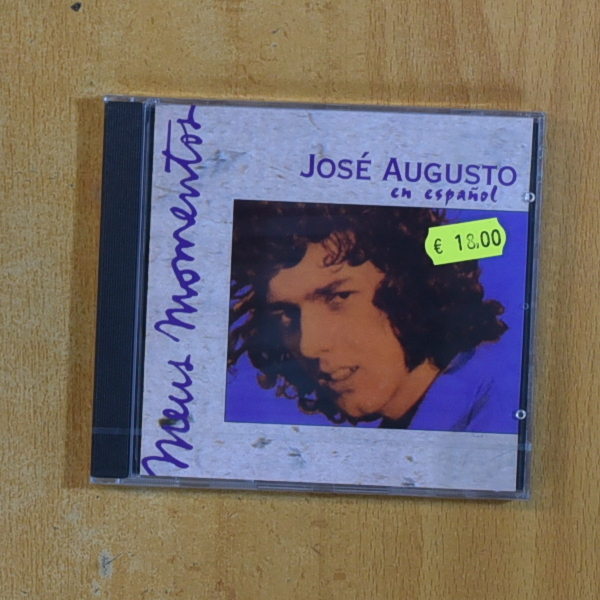 Meus Momentos
JOSÉ AUGUSTO
en español
€ 18,00